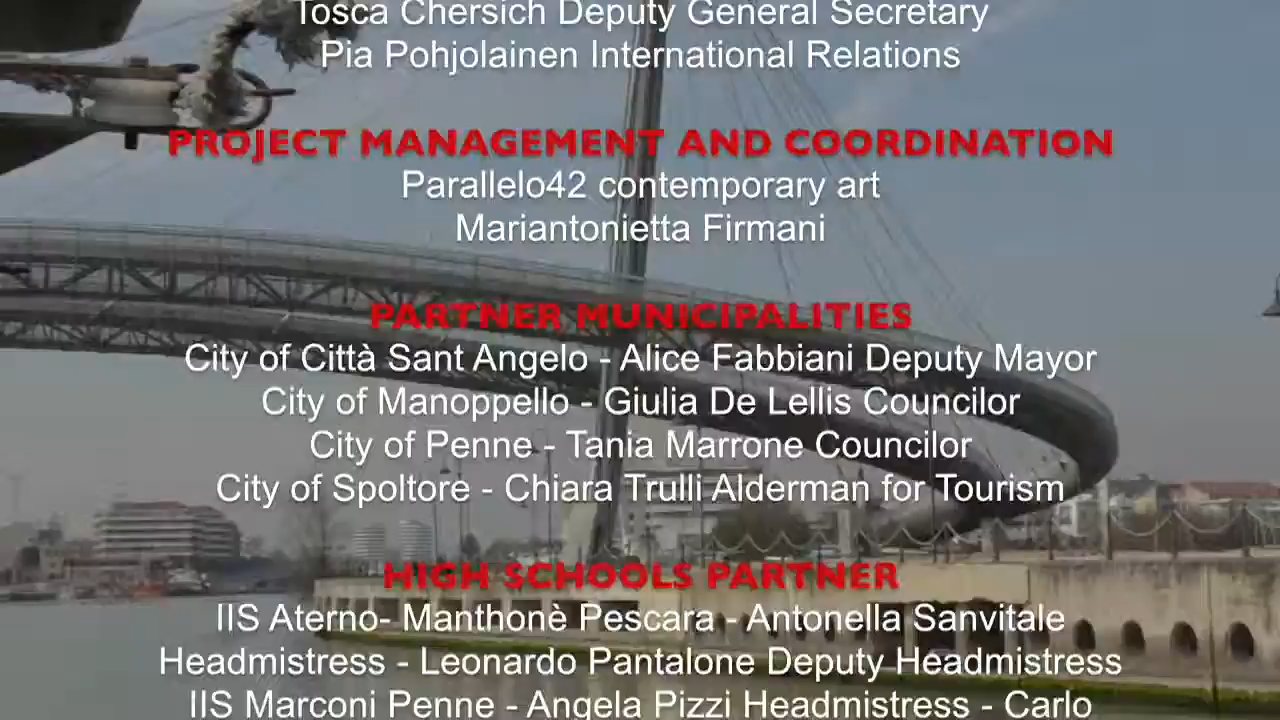 Tosca Chersich Deputy General Secretary
Pia Pohjolainen International Relations
PROJECT MANAGEMENT AND COORDINATION
Parallelo42 contemporary art
Mariantonietta Firmani
PARTNER MUNICIPALITIES
City of Città Sant Angelo - Alice Fabbiani Deputy Mayor
City of Manoppello - Giulia De Lellis Councilor
City of Penne - Tania Marrone Councilor
City of Spoltore - Chiara Trulli Alderman for Tourism
HIGH SCHOOLS PARTNER
IIS Aterno- Manthonè Pescara - Antonella Sanvitale
Headmistress - Leonardo Pantalone Deputy Headmistress
IIS Marconi Penne - Angela Pizzi Headmistress - Carlo